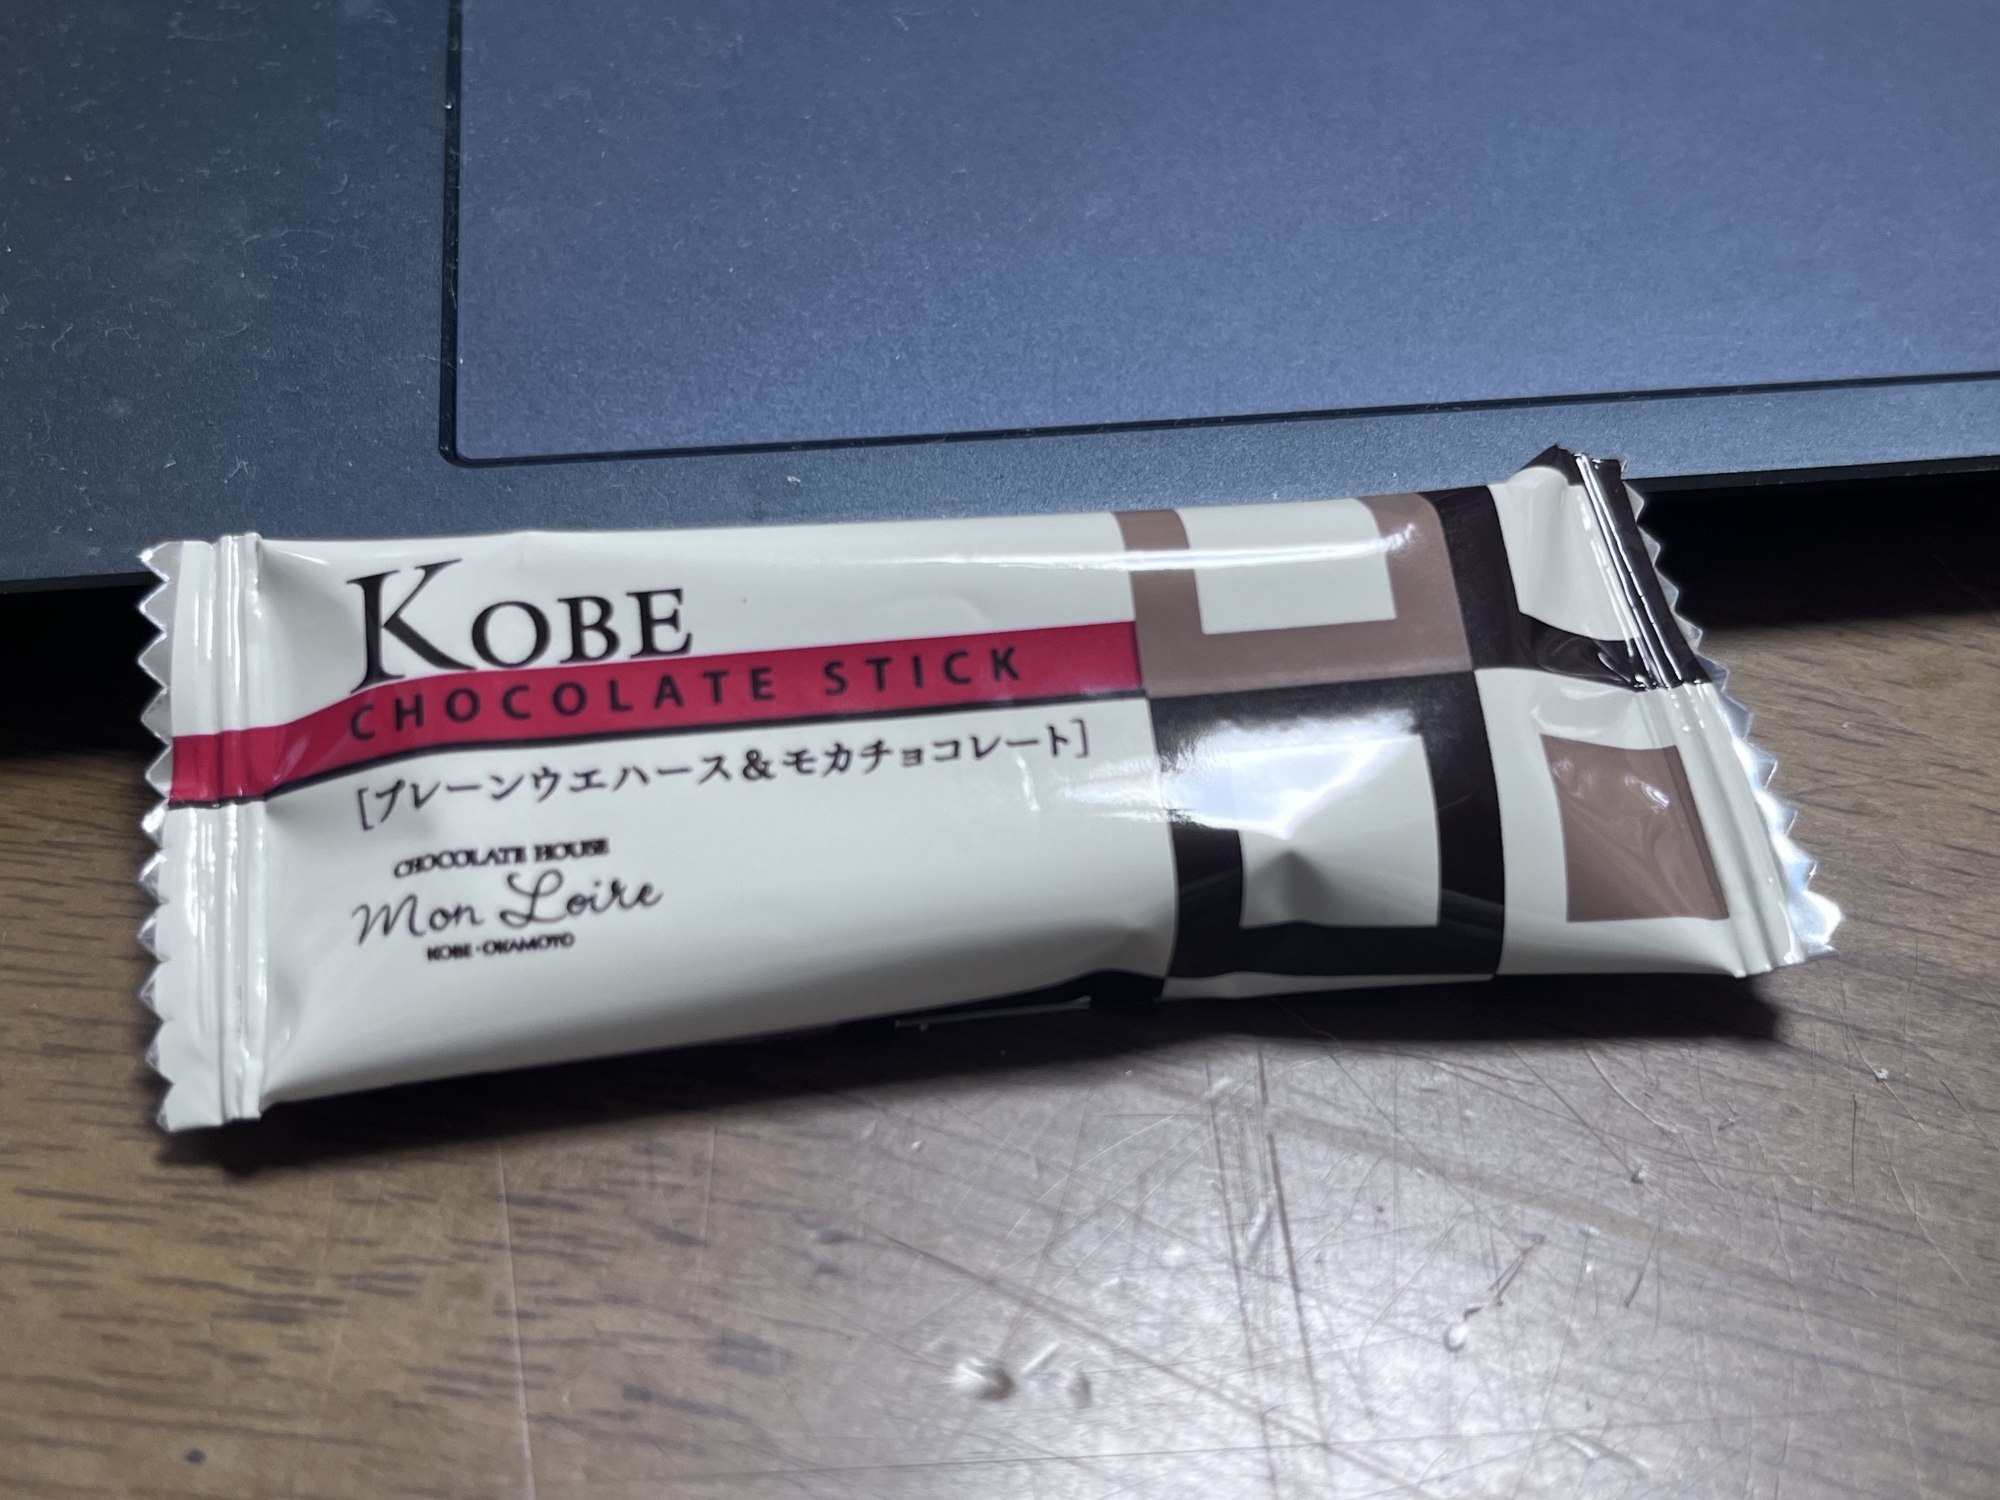 KOBE
CHOCOLATE STICK
[プレーンウエハース&モカチョコレート]
CHOCOLATE HOUSE
Mon Loire
KOBE・OKAMOTO